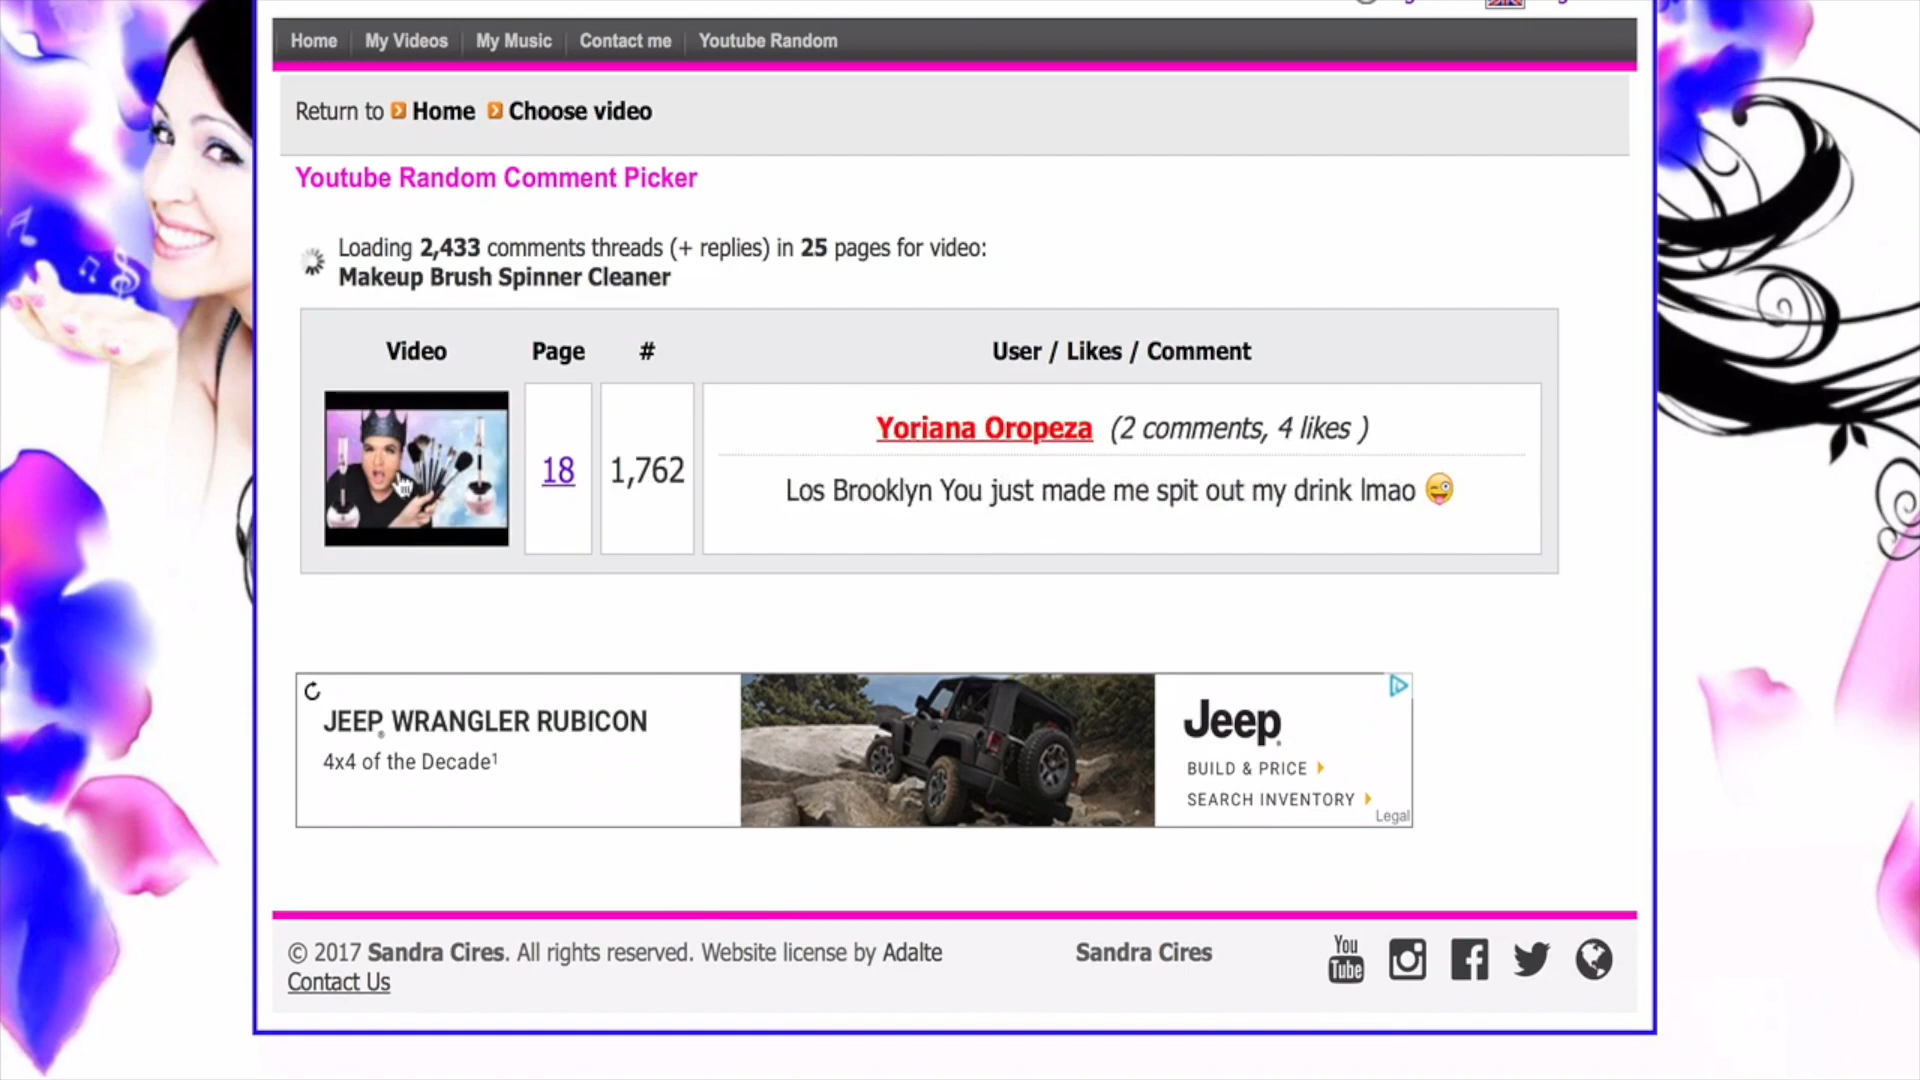 Home
My Videos
My Music
Contact me
Youtube Random
Return to Home Choose video
Youtube Random Comment Picker
Loading 2,433 comments threads (+ replies) in 25 pages for video:
Makeup Brush Spinner Cleaner
Video Page # User / Likes / Comment
Yoriana Oropeza (2 comments, 4 likes )
18 1,762
Los Brooklyn You just made me spit out my drink lmao 😜
JEEP® WRANGLER RUBICON
4x4 of the Decade¹
Jeep®
BUILD & PRICE
SEARCH INVENTORY
Legal
© 2017 Sandra Cires. All rights reserved. Website license by Adalte
Contact Us
Sandra Cires
You
Tube